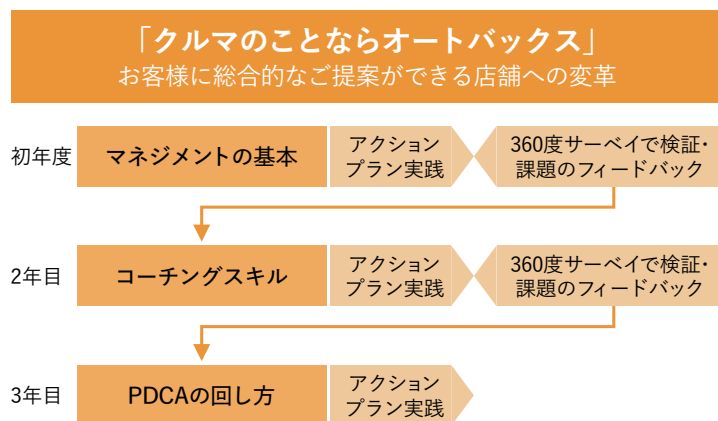 「クルマのことならオートバックス」
お客様に総合的なご提案ができる店舗への変革
初年度
マネジメントの基本
アクション
プラン実践
360度サーベイで検証・
課題のフィードバック
2年目
コーチングスキル
アクション
プラン実践
360度サーベイで検証・
課題のフィードバック
3年目
PDCAの回し方
アクション
プラン実践